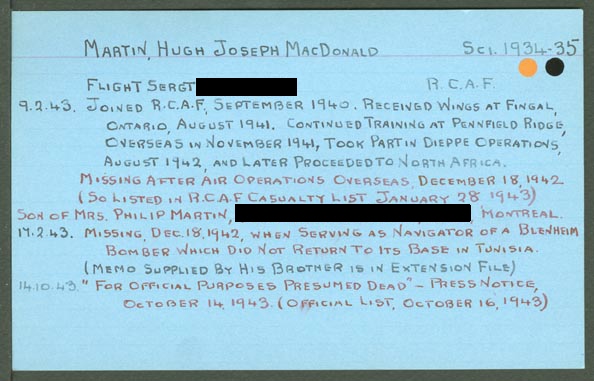 MARTIN, HUGH JOSEPH MACDONALD SCI. 1934-35
FLIGHT SERGT R.C.A.F.
9.2.43. JOINED R.C.A.F, SEPTEMBER 1940. RECEIVED WINGS AT FINGAL,
ONTARIO, AUGUST 1941. CONTINUED TRAINING AT PENNFIELD RIDGE,
OVERSEAS IN NOVEMBER 1941, TOOK PART IN DIEPPE OPERATIONS,
AUGUST 1942, AND LATER PROCEEDED TO NORTH AFRICA.
MISSING AFTER AIR OPERATIONS OVERSEAS, DECEMBER 18, 1942
(SO LISTED IN R.C.A.F CASUALTY LIST JANUARY 28 1943)
SON OF MRS. PHILIP MARTIN, MONTREAL.
17.2.43. MISSING, DEC. 18, 1942, WHEN SERVING AS NAVIGATOR OF A BLENHEIM
BOMBER WHICH DID NOT RETURN TO ITS BASE IN TUNISIA.
(MEMO SUPPLIED BY HIS BROTHER IS IN EXTENSION FILE)
14.10.43. "FOR OFFICIAL PURPOSES PRESUMED DEAD" - PRESS NOTICE,
OCTOBER 14, 1943. (OFFICIAL LIST, OCTOBER 16, 1943)